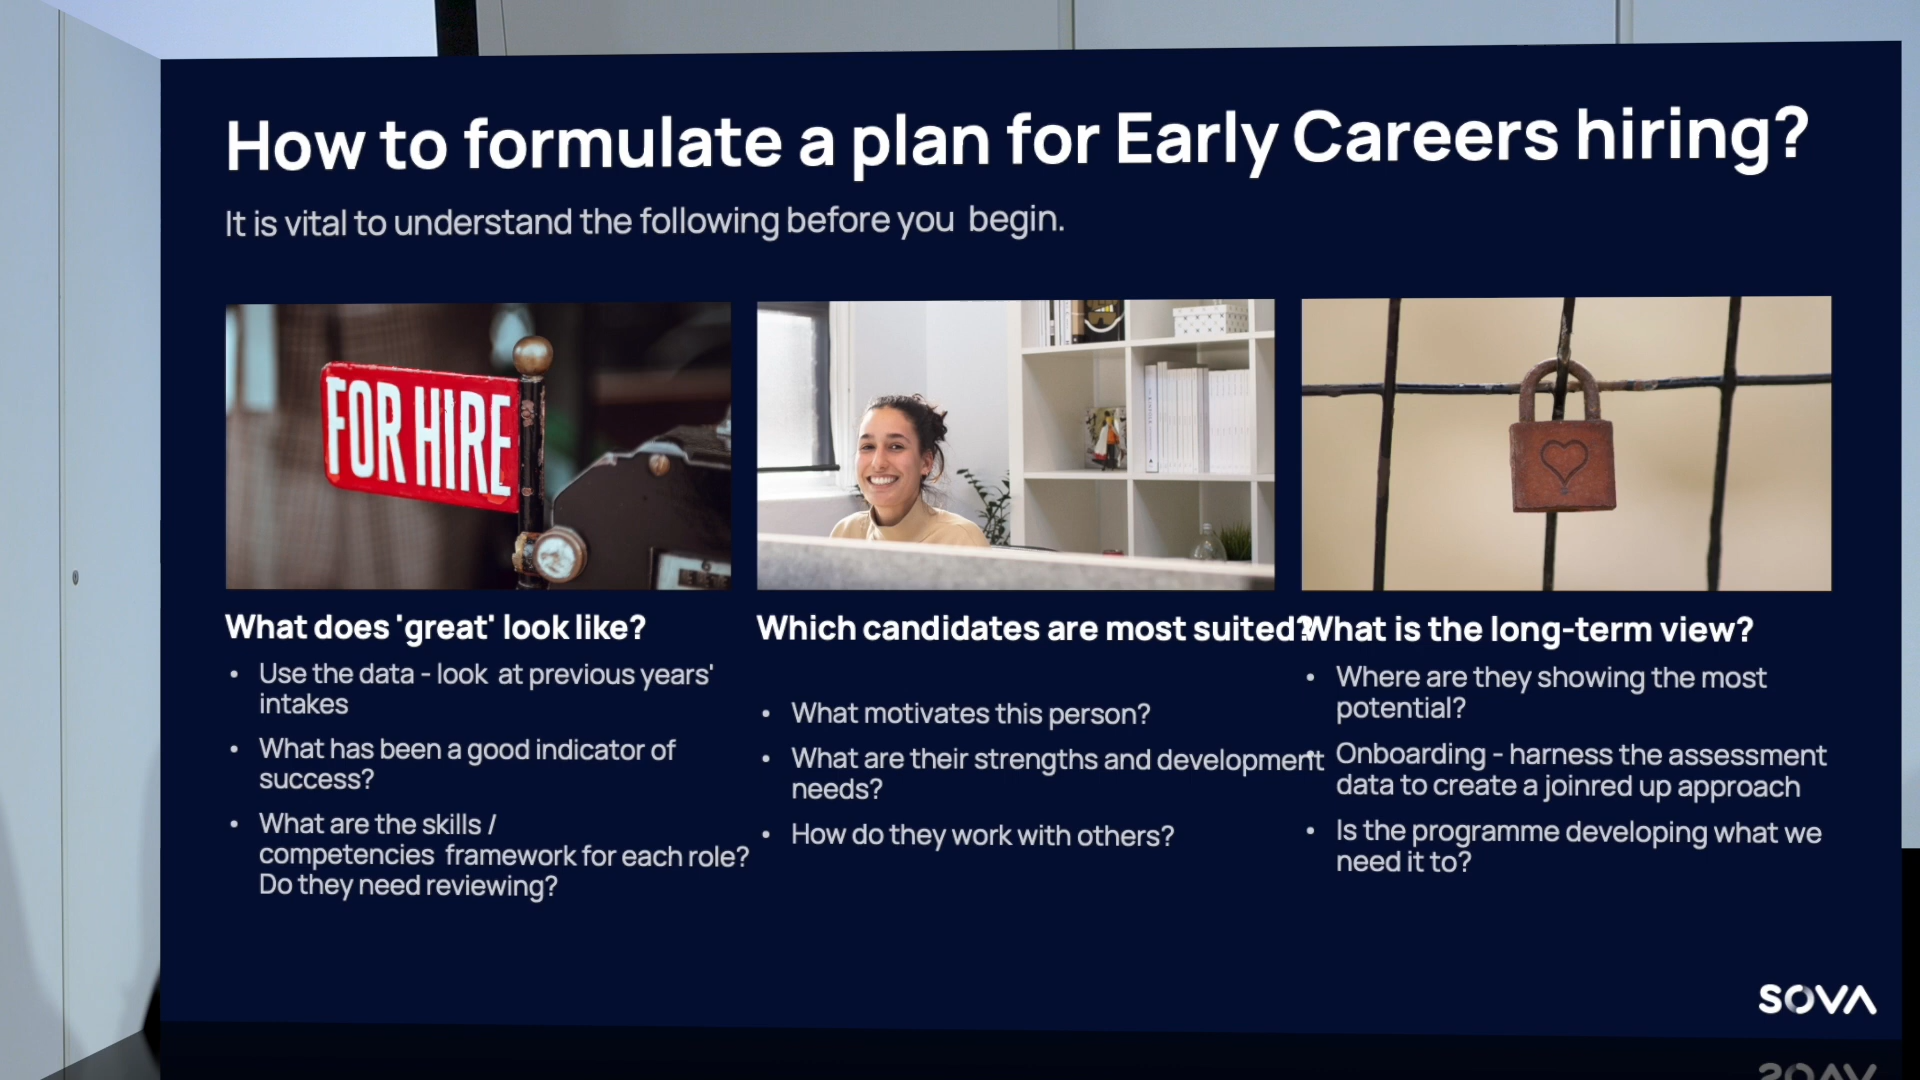 How to formulate a plan for Early Careers hiring?
It is vital to understand the following before you begin.
FOR HIRE
What does 'great' look like?
• Use the data - look at previous years'
intakes
• What has been a good indicator of
success?
• What are the skills /
competencies framework for each role?
Do they need reviewing?
Which candidates are most suited?
• What motivates this person?
• What are their strengths and development
needs?
• How do they work with others?
What is the long-term view?
• Where are they showing the most
potential?
• Onboarding - harness the assessment
data to create a joinred up approach
• Is the programme developing what we
need it to?
SOVA